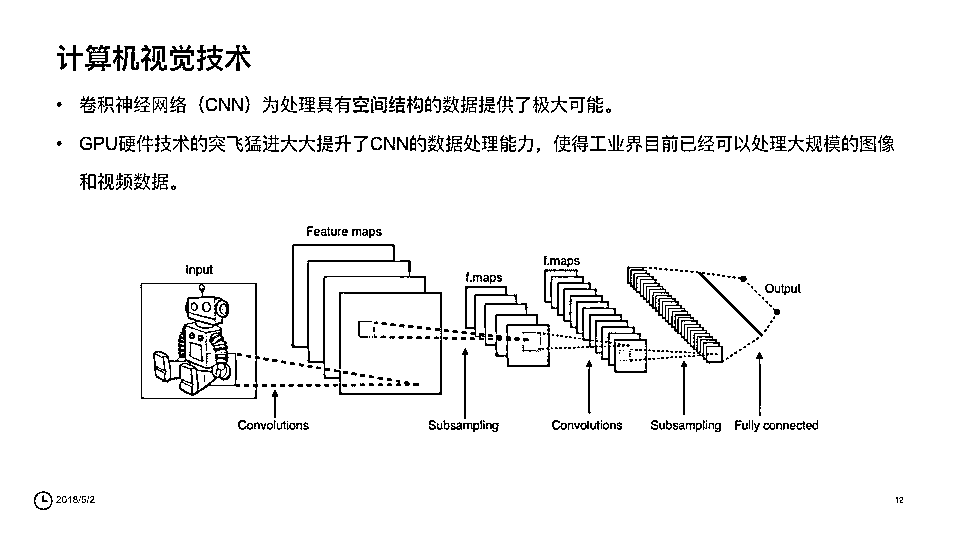 计算机视觉技术
• 卷积神经网络（CNN）为处理具有空间结构的数据提供了极大可能。
• GPU硬件技术的突飞猛进大大提升了CNN的数据处理能力，使得工业界目前已经可以处理大规模的图像
和视频数据。
Feature maps
Input
f.maps
f.maps
Output
Convolutions
Subsampling
Convolutions
Subsampling
Fully connected
2018/5/2
12